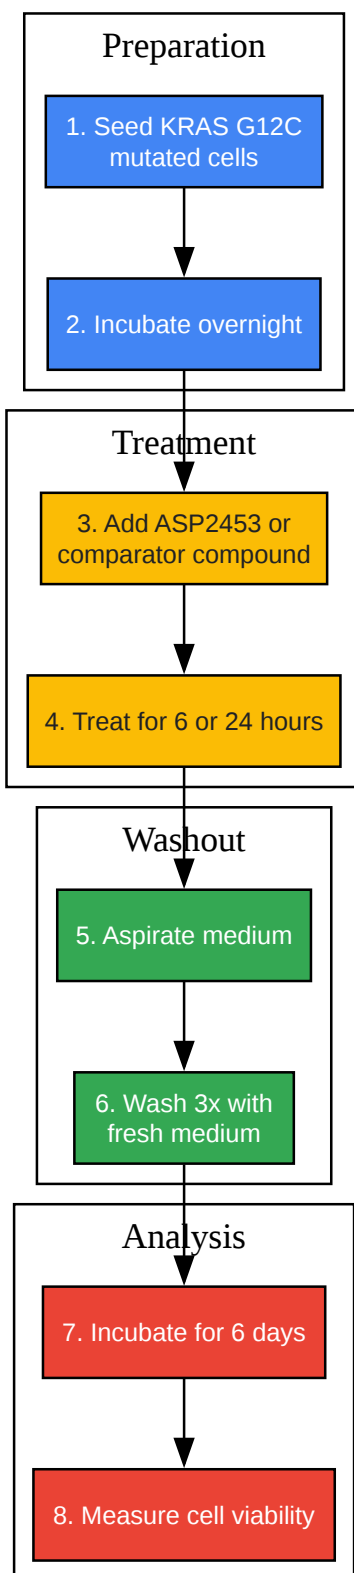 Preparation
1. Seed KRAS G12C
mutated cells
2. Incubate overnight
Treatment
3. Add ASP2453 or
comparator compound
4. Treat for 6 or 24 hours
Washout
5. Aspirate medium
6. Wash 3x with
fresh medium
Analysis
7. Incubate for 6 days
8. Measure cell viability